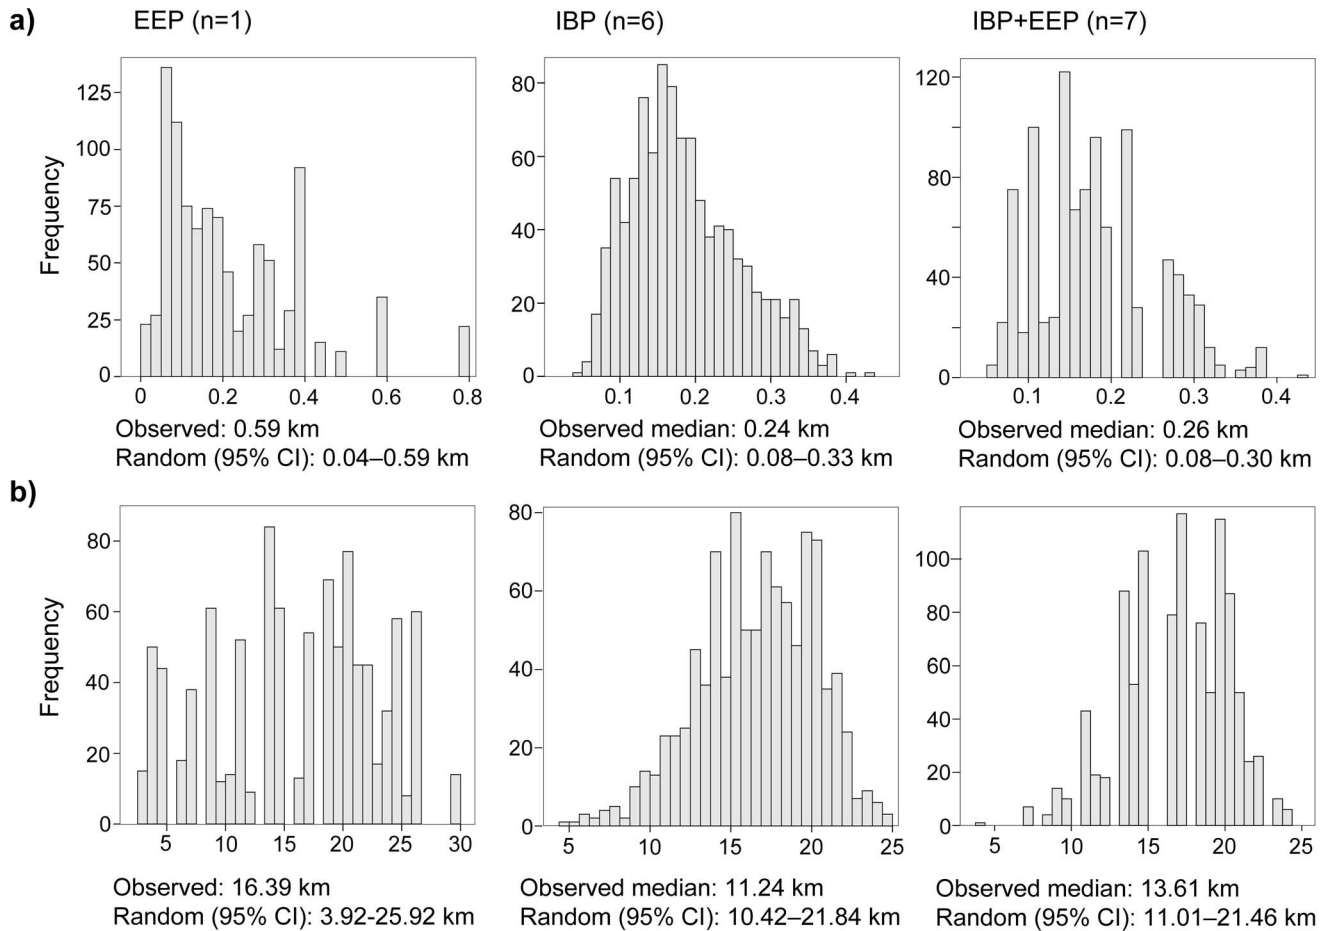 a)
EEP (n=1)
IBP (n=6)
IBP+EEP (n=7)
Frequency
125
100
75
50
25
0
0 0.2 0.4 0.6 0.8
80
60
40
20
0
0.1 0.2 0.3 0.4
120
80
40
0
0.1 0.2 0.3 0.4
Observed: 0.59 km
Random (95% CI): 0.04–0.59 km
Observed median: 0.24 km
Random (95% CI): 0.08–0.33 km
Observed median: 0.26 km
Random (95% CI): 0.08–0.30 km
b)
Frequency
80
60
40
20
0
5 10 15 20 25 30
80
60
40
20
0
5 10 15 20 25
100
80
60
40
20
0
5 10 15 20 25
Observed: 16.39 km
Random (95% CI): 3.92-25.92 km
Observed median: 11.24 km
Random (95% CI): 10.42–21.84 km
Observed median: 13.61 km
Random (95% CI): 11.01–21.46 km